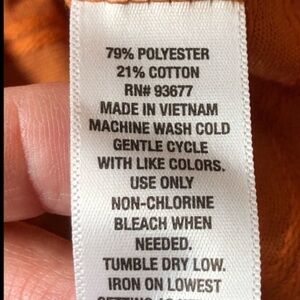 79% POLYESTER
21% COTTON
RN# 93677
MADE IN VIETNAM
MACHINE WASH COLD
GENTLE CYCLE
WITH LIKE COLORS.
USE ONLY
NON-CHLORINE
BLEACH WHEN
NEEDED.
TUMBLE DRY LOW.
IRON ON LOWEST